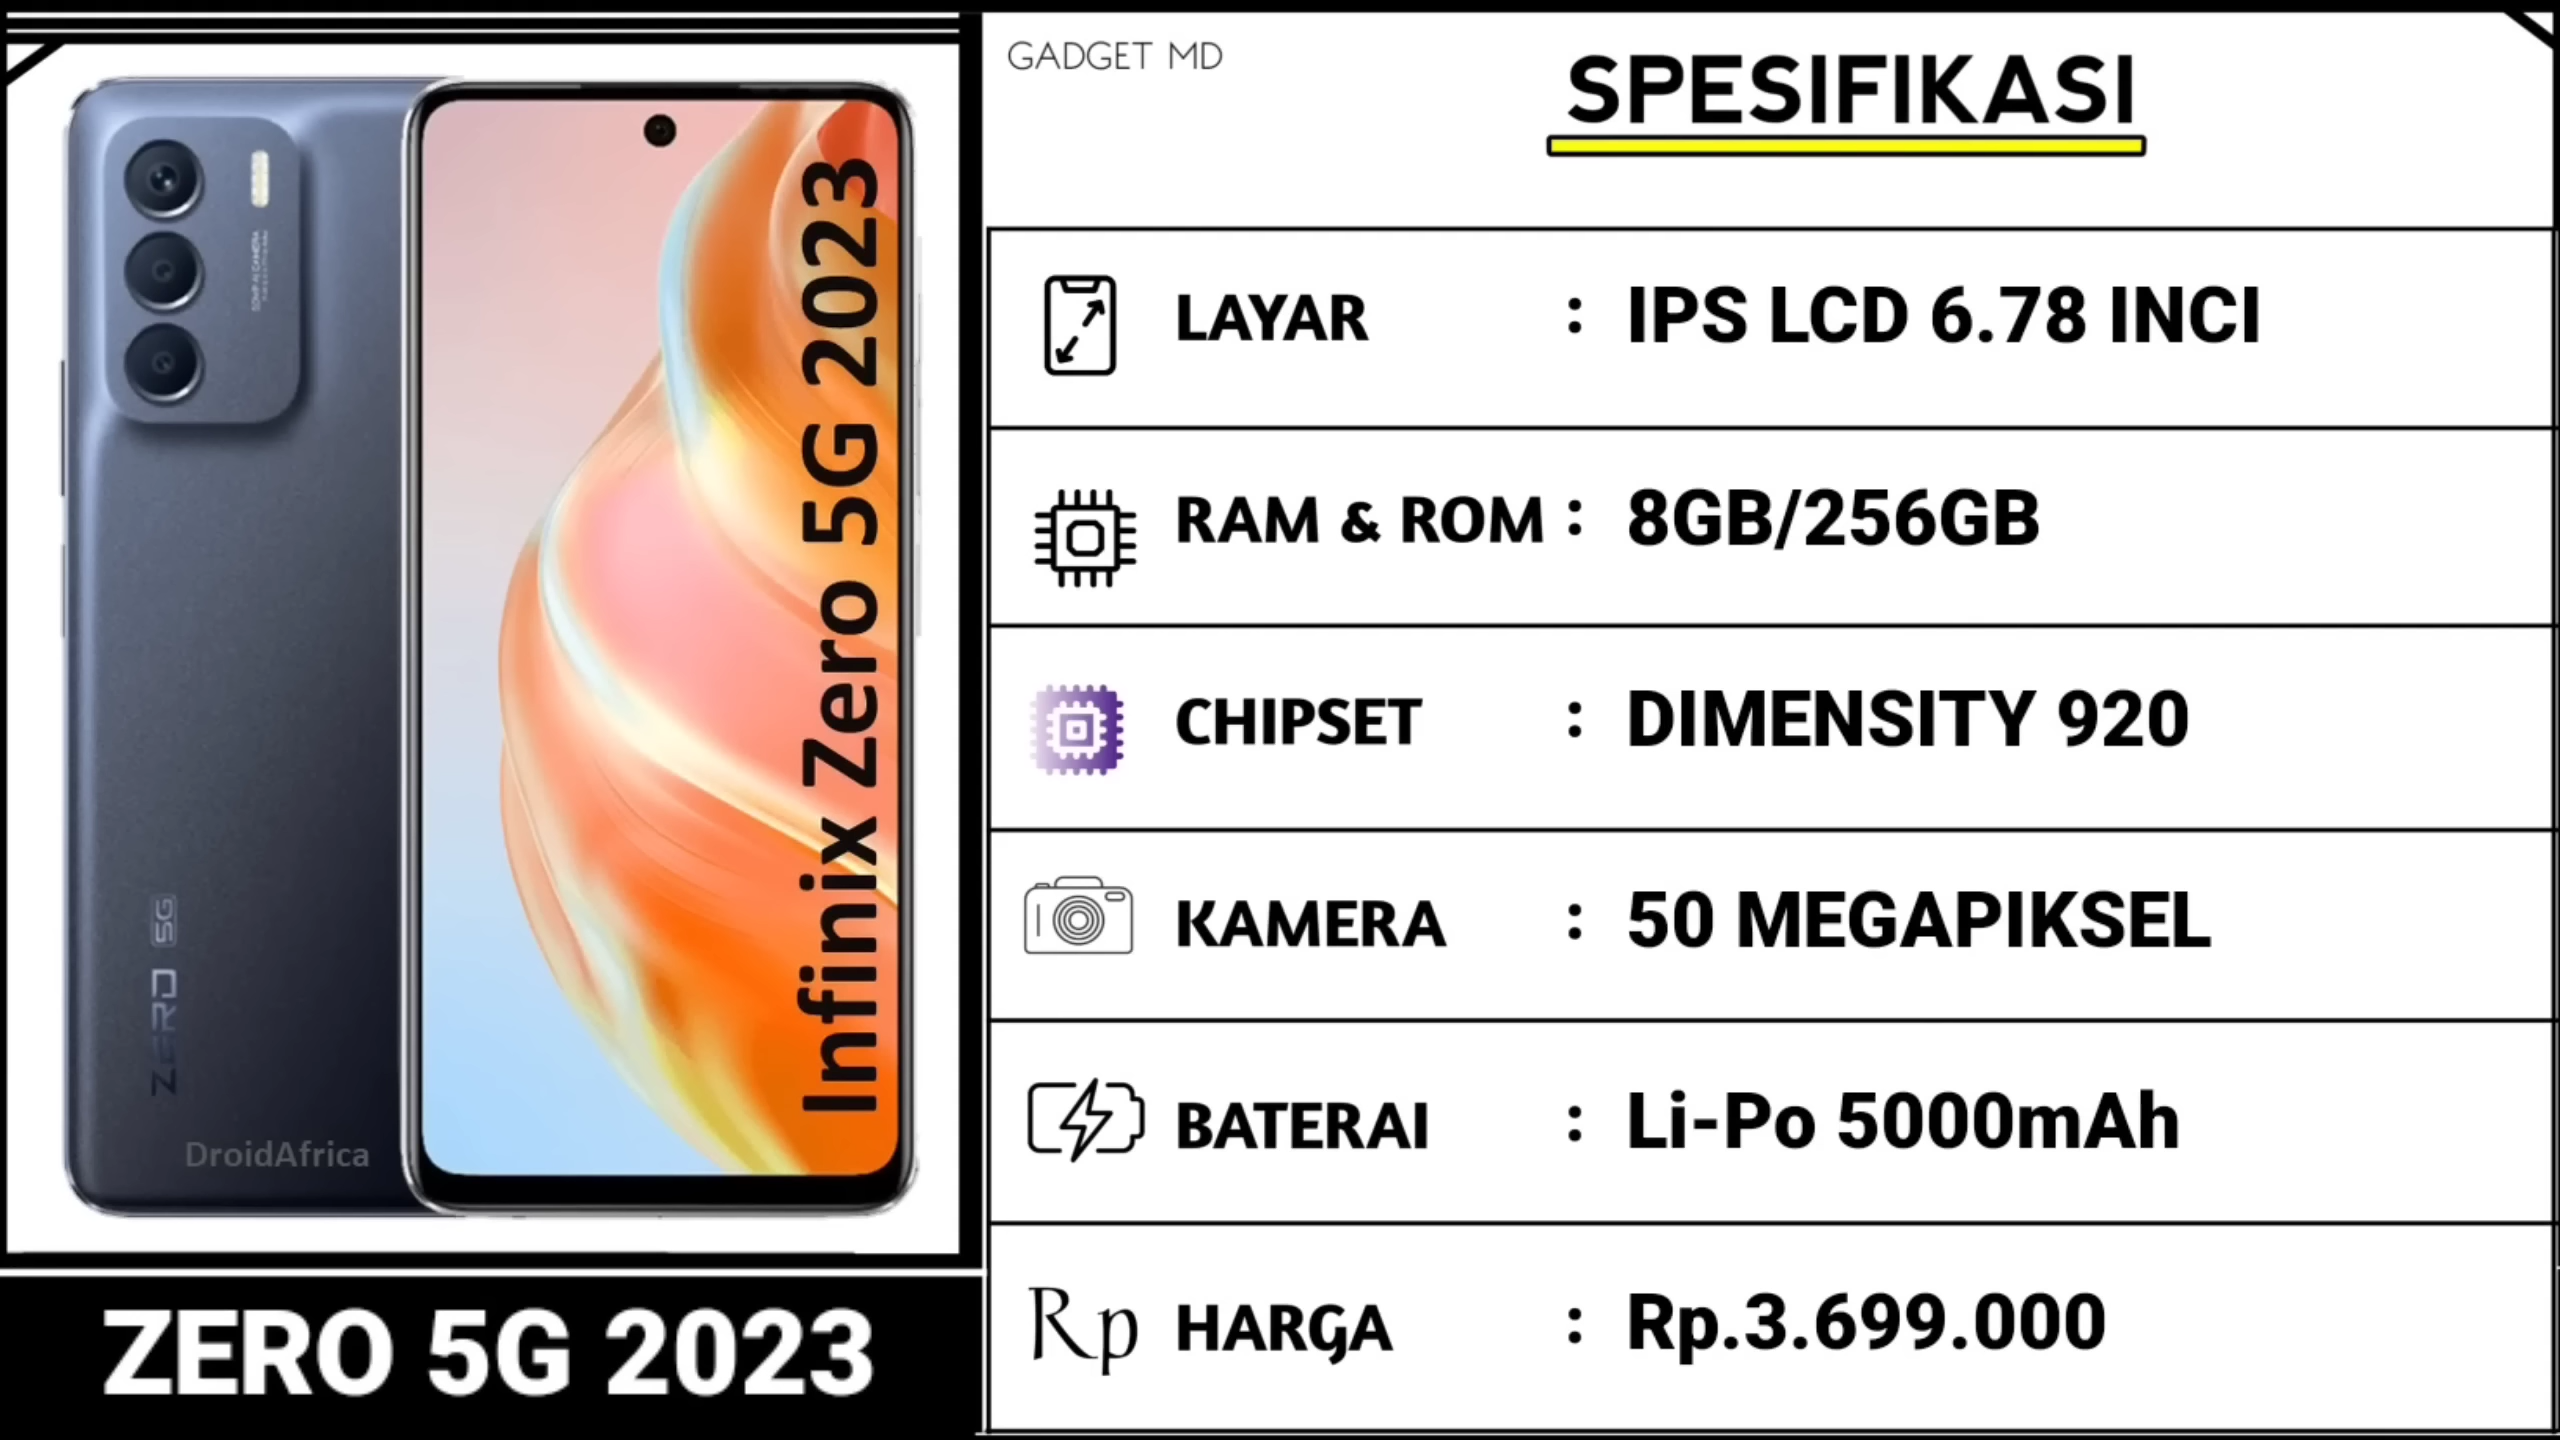 GADGET MD
SPESIFIKASI
LAYAR : IPS LCD 6.78 INCI
RAM & ROM : 8GB/256GB
CHIPSET : DIMENSITY 920
KAMERA : 50 MEGAPIKSEL
BATERAI : Li-Po 5000mAh
Rp HARGA : Rp.3.699.000
Infinix Zero 5G 2023
ZERO 5G
DroidAfrica
ZERO 5G 2023